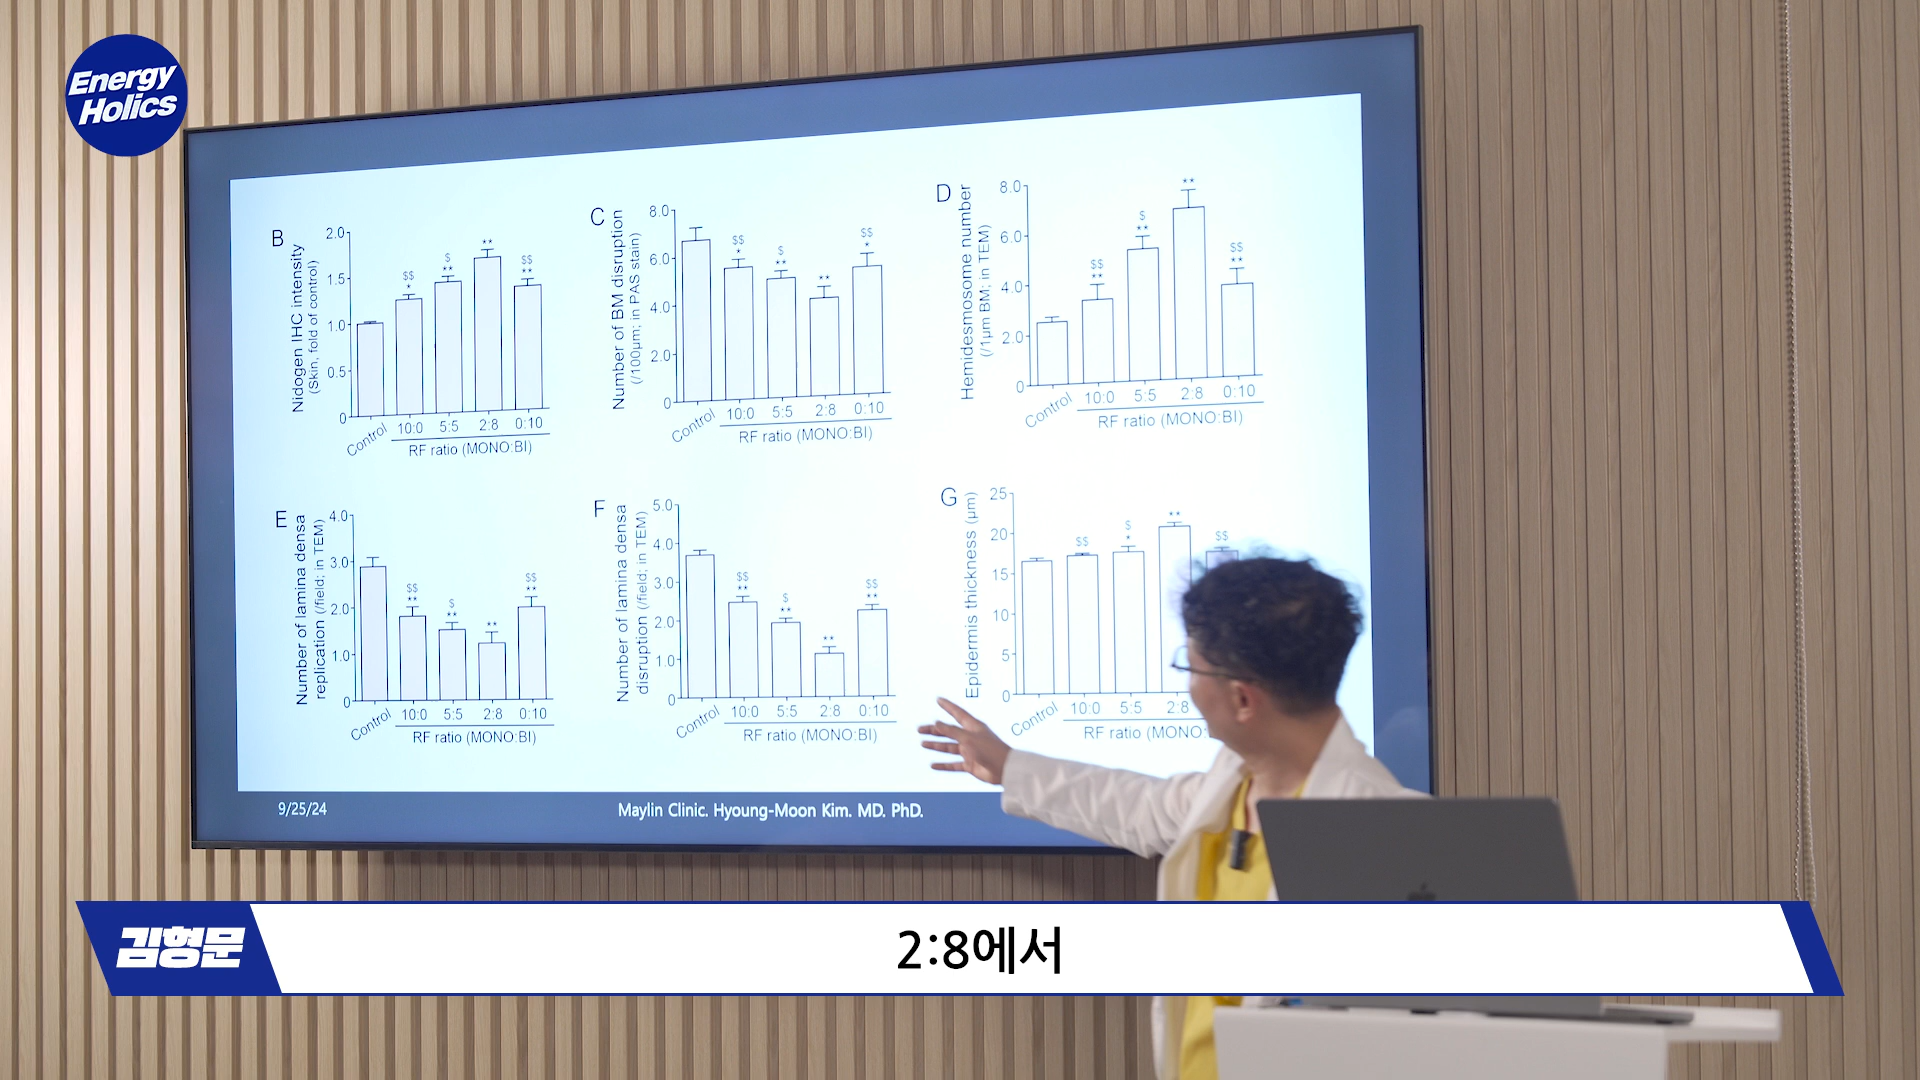 Energy
Holics
B
Nidogen IHC intensity
(Skin, fold of control)
2.0
1.5
1.0
0.5
0
$$
*
$
**
**
$$
**
Control
10:0
5:5
2:8
0:10
RF ratio (MONO:BI)
C
Number of BM disruption
(/100μm; in PAS stain)
8.0
6.0
4.0
2.0
0
$$
*
$
**
**
$$
*
Control
10:0
5:5
2:8
0:10
RF ratio (MONO:BI)
D
Hemidesmosome number
(/1μm BM; in TEM)
8.0
6.0
4.0
2.0
0
$$
**
$
**
**
$$
**
Control
10:0
5:5
2:8
0:10
RF ratio (MONO:BI)
E
Number of lamina densa
replication (/field; in TEM)
4.0
3.0
2.0
1.0
0
$$
**
$
**
**
$$
**
Control
10:0
5:5
2:8
0:10
RF ratio (MONO:BI)
F
Number of lamina densa
disruption (/field; in TEM)
5.0
4.0
3.0
2.0
1.0
0
$$
**
$
**
**
$$
**
Control
10:0
5:5
2:8
0:10
RF ratio (MONO:BI)
G
Epidermis thickness (μm)
25
20
15
10
5
0
$$
$
*
**
$$
Control
10:0
5:5
2:8
RF ratio (MONO:
9/25/24
Maylin Clinic. Hyoung-Moon Kim. MD. PhD.
김형문
2:8에서